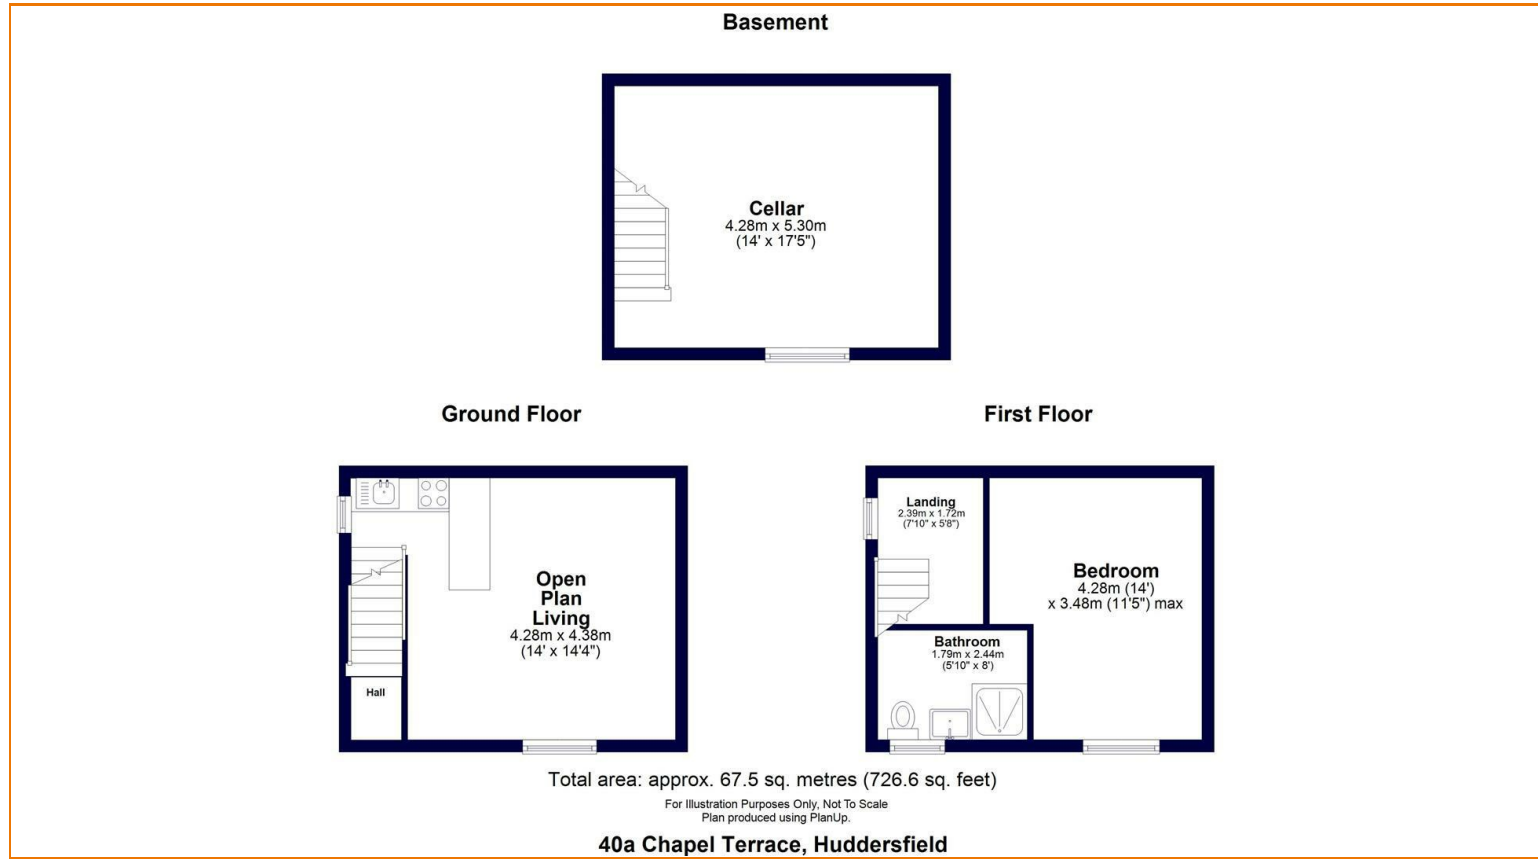 Basement
Cellar
4.28m x 5.30m
(14' x 17'5")
Ground Floor
First Floor
Open
Plan
Living
4.28m x 4.38m
(14' x 14'4")
Hall
Landing
2.39m x 1.72m
(7'10" x 5'8")
Bedroom
4.28m (14')
x 3.48m (11'5") max
Bathroom
1.79m x 2.44m
(5'10" x 8')
Total area: approx. 67.5 sq. metres (726.6 sq. feet)
For Illustration Purposes Only, Not To Scale
Plan produced using PlanUp.
40a Chapel Terrace, Huddersfield